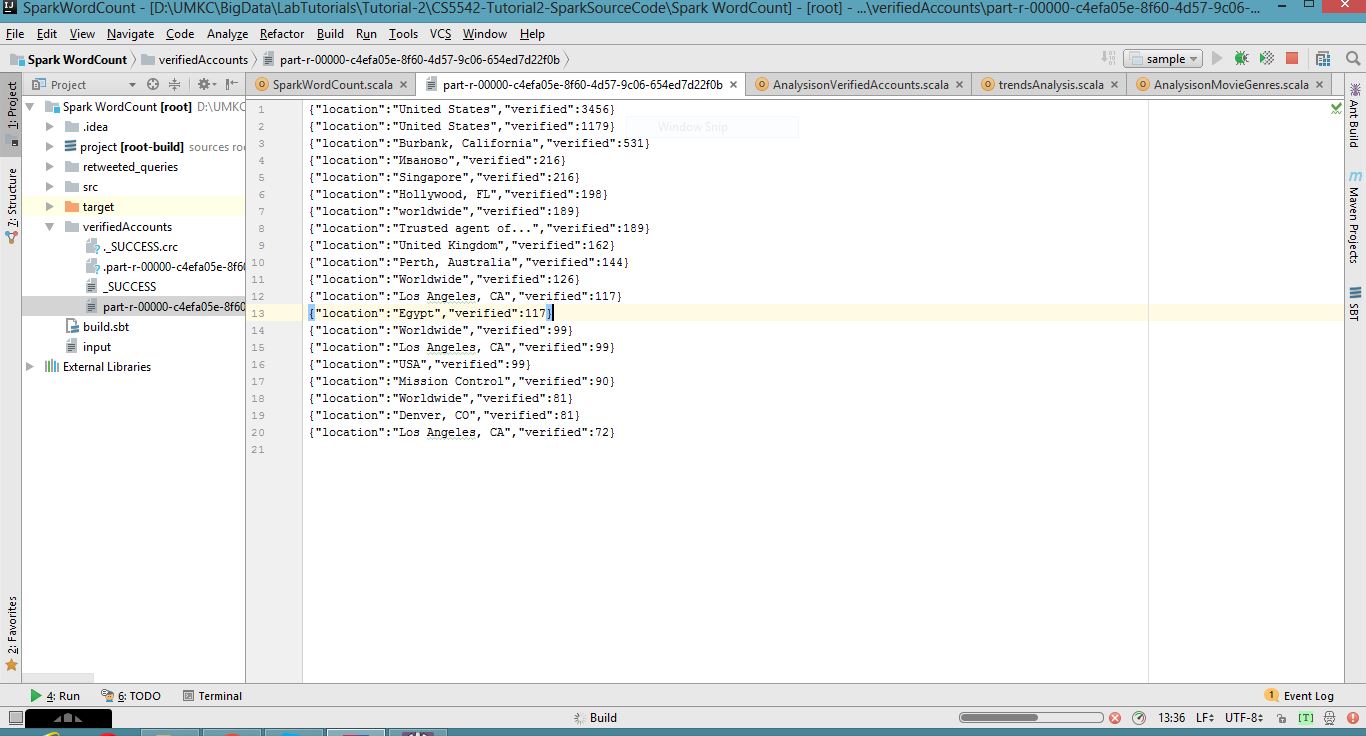 SparkWordCount - [D:\UMKC\BigData\LabTutorials\Tutorial-2\CS5542-Tutorial2-SparkSourceCode\Spark WordCount] - [root] - ...\verifiedAccounts\part-r-00000-c4efa05e-8f60-4d57-9c06-...
File Edit View Navigate Code Analyze Refactor Build Run Tools VCS Window Help
Spark WordCount verifiedAccounts part-r-00000-c4efa05e-8f60-4d57-9c06-654ed7d22f0b sample
Project SparkWordCount.scala part-r-00000-c4efa05e-8f60-4d57-9c06-654ed7d22f0b AnalysisonVerifiedAccounts.scala trendsAnalysis.scala AnalysisonMovieGenres.scala
1: Project
7: Structure
2: Favorites
Spark WordCount [root] D:\UMKC
.idea
project [root-build] sources roo
retweeted_queries
src
target
verifiedAccounts
._SUCCESS.crc
.part-r-00000-c4efa05e-8f60
_SUCCESS
part-r-00000-c4efa05e-8f60
build.sbt
input
External Libraries
1 {"location":"United States","verified":3456}
2 {"location":"United States","verified":1179}
3 {"location":"Burbank, California","verified":531}
4 {"location":"Иваново","verified":216}
5 {"location":"Singapore","verified":216}
6 {"location":"Hollywood, FL","verified":198}
7 {"location":"worldwide","verified":189}
8 {"location":"Trusted agent of...","verified":189}
9 {"location":"United Kingdom","verified":162}
10 {"location":"Perth, Australia","verified":144}
11 {"location":"Worldwide","verified":126}
12 {"location":"Los Angeles, CA","verified":117}
13 {"location":"Egypt","verified":117}
14 {"location":"Worldwide","verified":99}
15 {"location":"Los Angeles, CA","verified":99}
16 {"location":"USA","verified":99}
17 {"location":"Mission Control","verified":90}
18 {"location":"Worldwide","verified":81}
19 {"location":"Denver, CO","verified":81}
20 {"location":"Los Angeles, CA","verified":72}
21
Window Snip
Ant Build
Maven Projects
SBT
4: Run 6: TODO Terminal 1 Event Log
Build 13:36 LF UTF-8 [T]